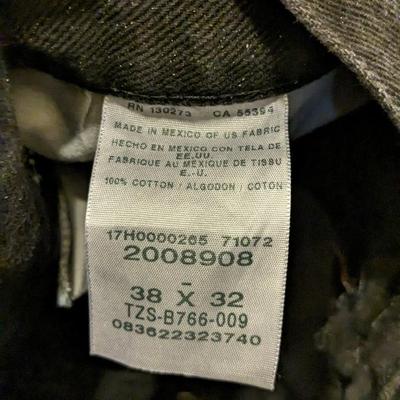 RN 130273 CA 55394
MADE IN MEXICO OF US FABRIC
HECHO EN MEXICO CON TELA DE
EE.UU.
FABRIQUE AU MEXIQUE DE TISSU
E.-U.
100% COTTON / ALGODON / COTON
17H0000265 71072
2008908
-
38 X 32
TZS-B766-009
083622323740